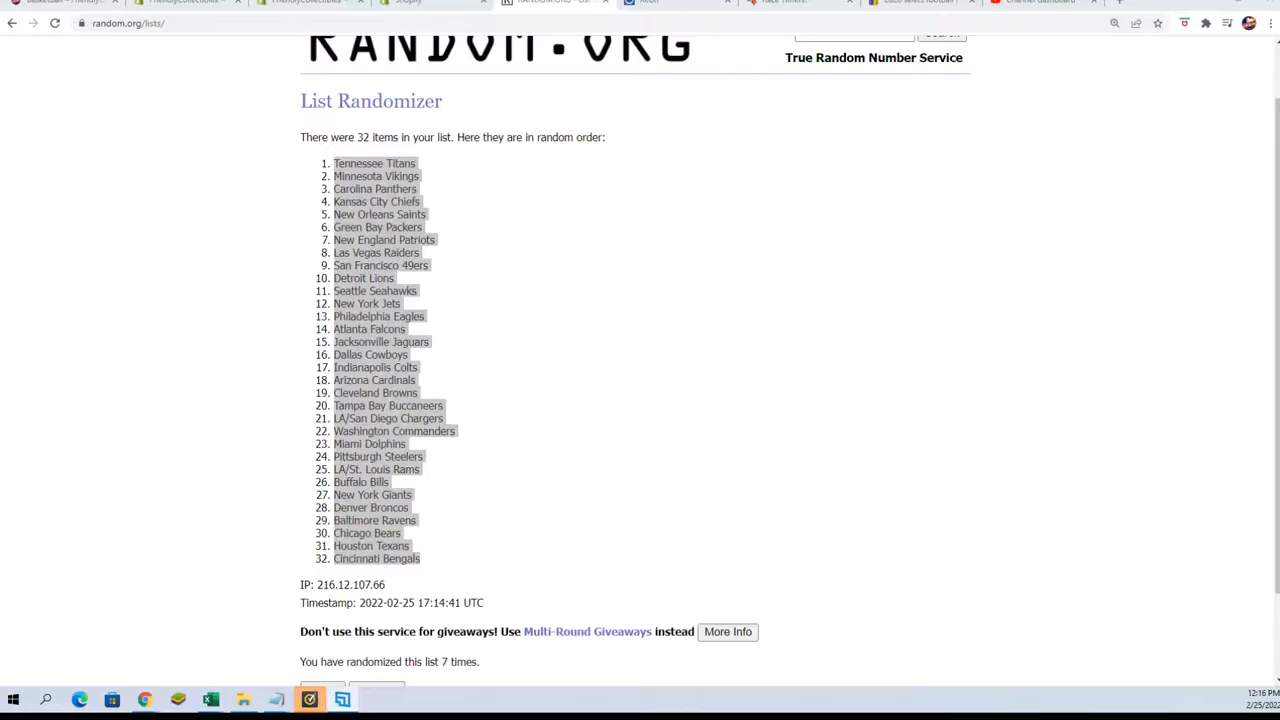 random.org/lists/
RANDOM.ORG
True Random Number Service
List Randomizer
There were 32 items in your list. Here they are in random order:
1. Tennessee Titans
2. Minnesota Vikings
3. Carolina Panthers
4. Kansas City Chiefs
5. New Orleans Saints
6. Green Bay Packers
7. New England Patriots
8. Las Vegas Raiders
9. San Francisco 49ers
10. Detroit Lions
11. Seattle Seahawks
12. New York Jets
13. Philadelphia Eagles
14. Atlanta Falcons
15. Jacksonville Jaguars
16. Dallas Cowboys
17. Indianapolis Colts
18. Arizona Cardinals
19. Cleveland Browns
20. Tampa Bay Buccaneers
21. LA/San Diego Chargers
22. Washington Commanders
23. Miami Dolphins
24. Pittsburgh Steelers
25. LA/St. Louis Rams
26. Buffalo Bills
27. New York Giants
28. Denver Broncos
29. Baltimore Ravens
30. Chicago Bears
31. Houston Texans
32. Cincinnati Bengals
IP: 216.12.107.66
Timestamp: 2022-02-25 17:14:41 UTC
Don't use this service for giveaways! Use Multi-Round Giveaways instead More Info
You have randomized this list 7 times.
12:16 PM
2/25/2022